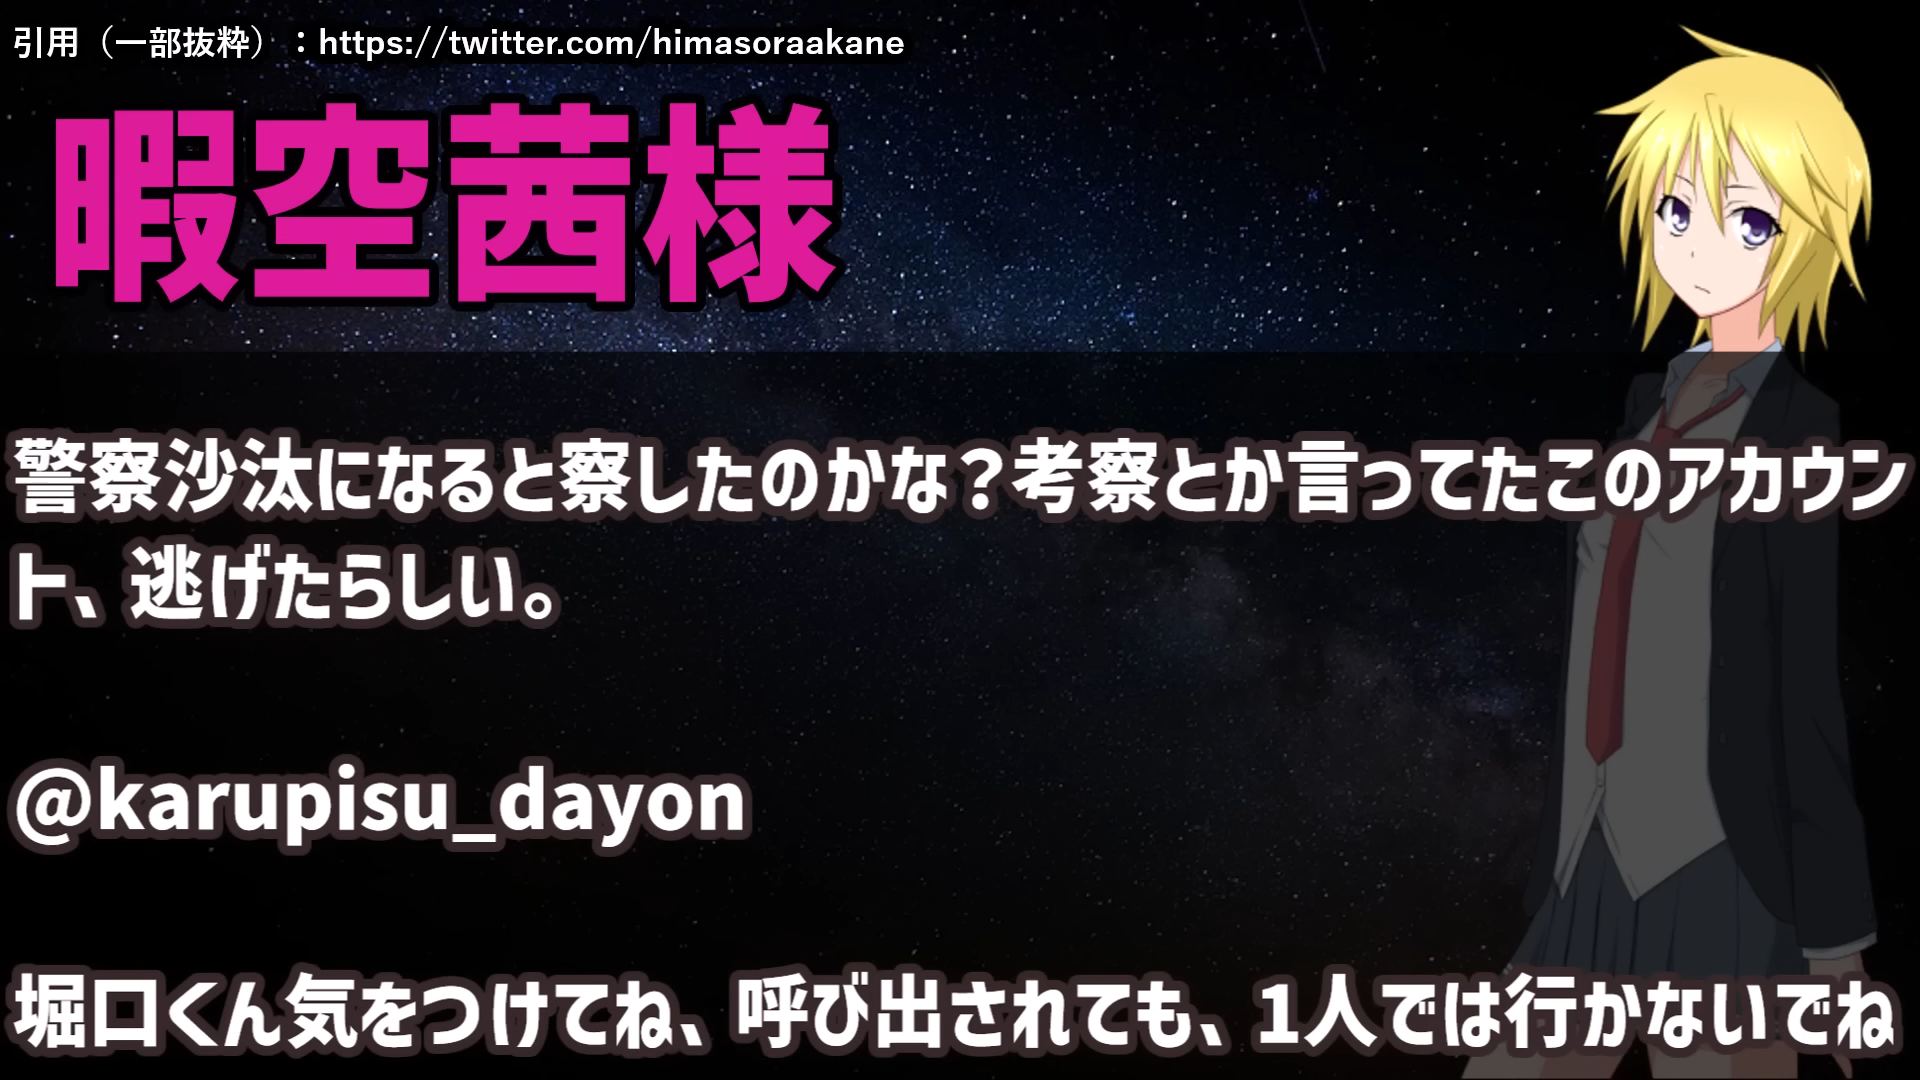 引用（一部抜粋）：https://twitter.com/himasoraakane
暇空茜様
警察沙汰になると察したのかな？考察とか言ってたこのアカウン
ト、逃げたらしい。
@karupisu_dayon
堀口くん気をつけてね、呼び出されても、1人では行かないでね